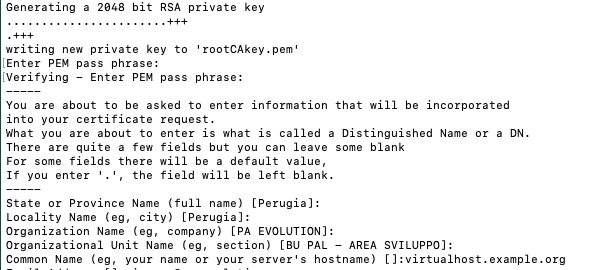 Generating a 2048 bit RSA private key
.......................+++
.+++
writing new private key to 'rootCAkey.pem'
[Enter PEM pass phrase:
[Verifying - Enter PEM pass phrase:
-----
You are about to be asked to enter information that will be incorporated
into your certificate request.
What you are about to enter is what is called a Distinguished Name or a DN.
There are quite a few fields but you can leave some blank
For some fields there will be a default value,
If you enter '.', the field will be left blank.
-----
State or Province Name (full name) [Perugia]:
Locality Name (eg, city) [Perugia]:
Organization Name (eg, company) [PA EVOLUTION]:
Organizational Unit Name (eg, section) [BU PAL - AREA SVILUPPO]:
Common Name (eg, your name or your server's hostname) []:virtualhost.example.org